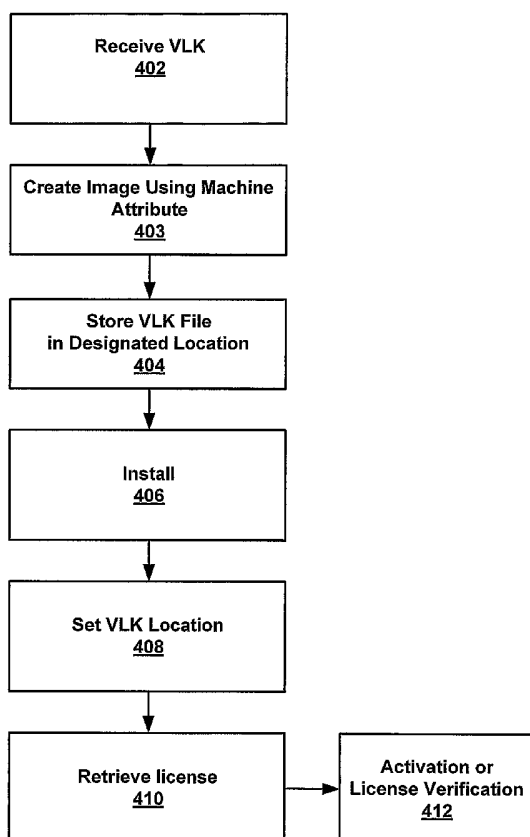 Receive VLK
402
Create Image Using Machine
Attribute
403
Store VLK File
in Designated Location
404
Install
406
Set VLK Location
408
Retrieve license
410
Activation or
License Verification
412